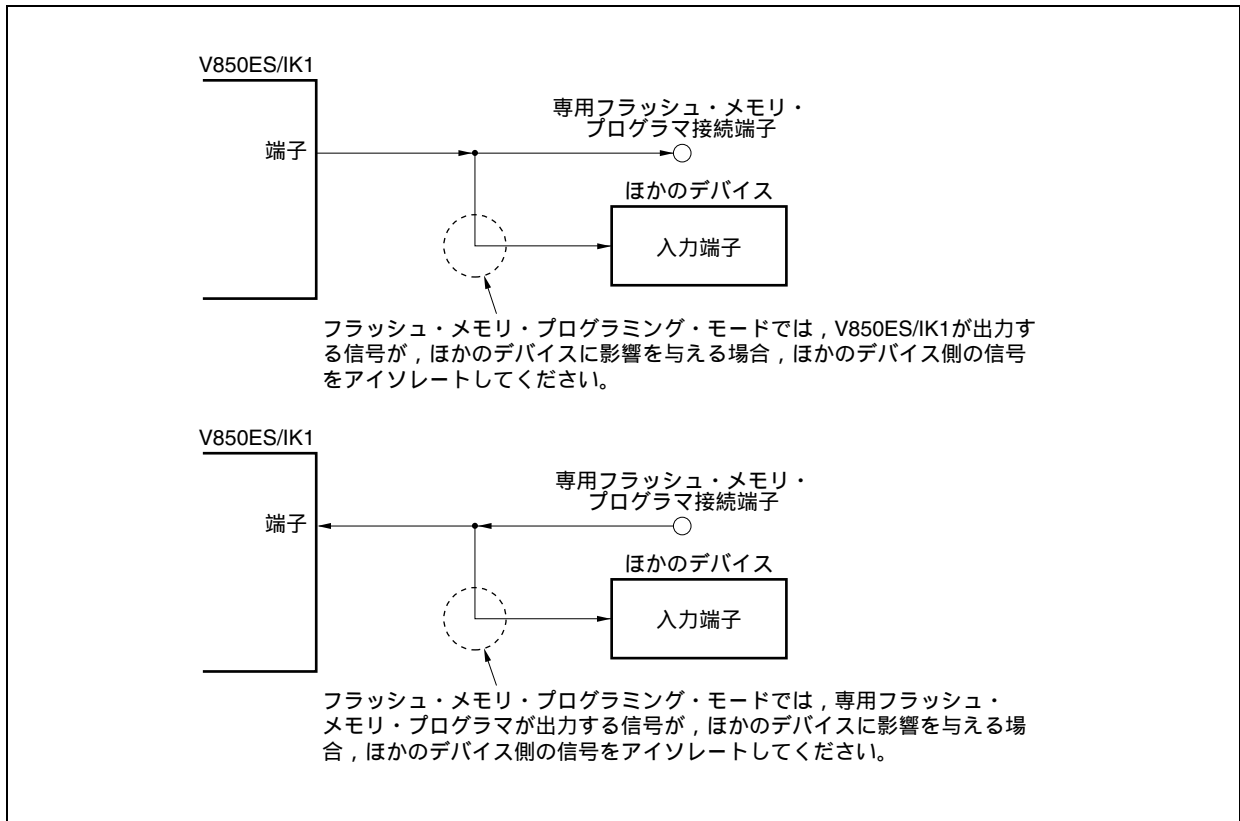 V850ES/IK1
専用フラッシュ・メモリ・
プログラマ接続端子
端子
ほかのデバイス
入力端子
フラッシュ・メモリ・プログラミング・モードでは，V850ES/IK1が出力す
る信号が，ほかのデバイスに影響を与える場合，ほかのデバイス側の信号
をアイソレートしてください。
V850ES/IK1
専用フラッシュ・メモリ・
プログラマ接続端子
端子
ほかのデバイス
入力端子
フラッシュ・メモリ・プログラミング・モードでは，専用フラッシュ・
メモリ・プログラマが出力する信号が，ほかのデバイスに影響を与える場
合，ほかのデバイス側の信号をアイソレートしてください。